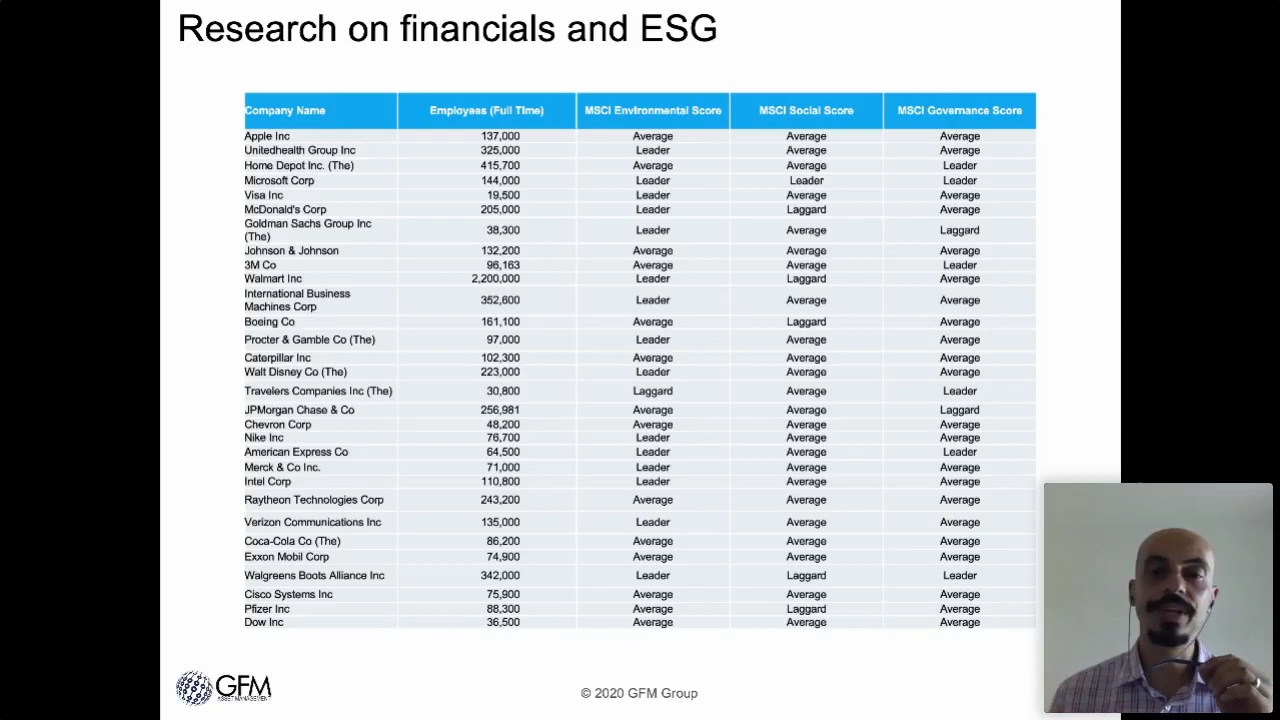 Research on financials and ESG
Company Name Employees (Full TIme) MSCI Environmental Score MSCI Social Score MSCI Governance Score
Apple Inc 137,000 Average Average Average
Unitedhealth Group Inc 325,000 Leader Average Average
Home Depot Inc. (The) 415,700 Average Average Leader
Microsoft Corp 144,000 Leader Leader Leader
Visa Inc 19,500 Leader Average Average
McDonald's Corp 205,000 Leader Laggard Average
Goldman Sachs Group Inc
(The) 38,300 Leader Average Laggard
Johnson & Johnson 132,200 Average Average Average
3M Co 96,163 Average Average Leader
Walmart Inc 2,200,000 Leader Laggard Average
International Business
Machines Corp 352,600 Leader Average Average
Boeing Co 161,100 Average Laggard Average
Procter & Gamble Co (The) 97,000 Leader Average Average
Caterpillar Inc 102,300 Average Average Average
Walt Disney Co (The) 223,000 Leader Average Average
Travelers Companies Inc (The) 30,800 Laggard Average Leader
JPMorgan Chase & Co 256,981 Average Average Laggard
Chevron Corp 48,200 Average Average Average
Nike Inc 76,700 Leader Average Average
American Express Co 64,500 Leader Average Leader
Merck & Co Inc. 71,000 Leader Average Average
Intel Corp 110,800 Leader Average Average
Raytheon Technologies Corp 243,200 Average Average Average
Verizon Communications Inc 135,000 Leader Average Average
Coca-Cola Co (The) 86,200 Average Average Average
Exxon Mobil Corp 74,900 Average Average Average
Walgreens Boots Alliance Inc 342,000 Leader Laggard Leader
Cisco Systems Inc 75,900 Average Average Average
Pfizer Inc 88,300 Average Laggard Average
Dow Inc 36,500 Average Average Average
GFM
ASSET MANAGEMENT
© 2020 GFM Group